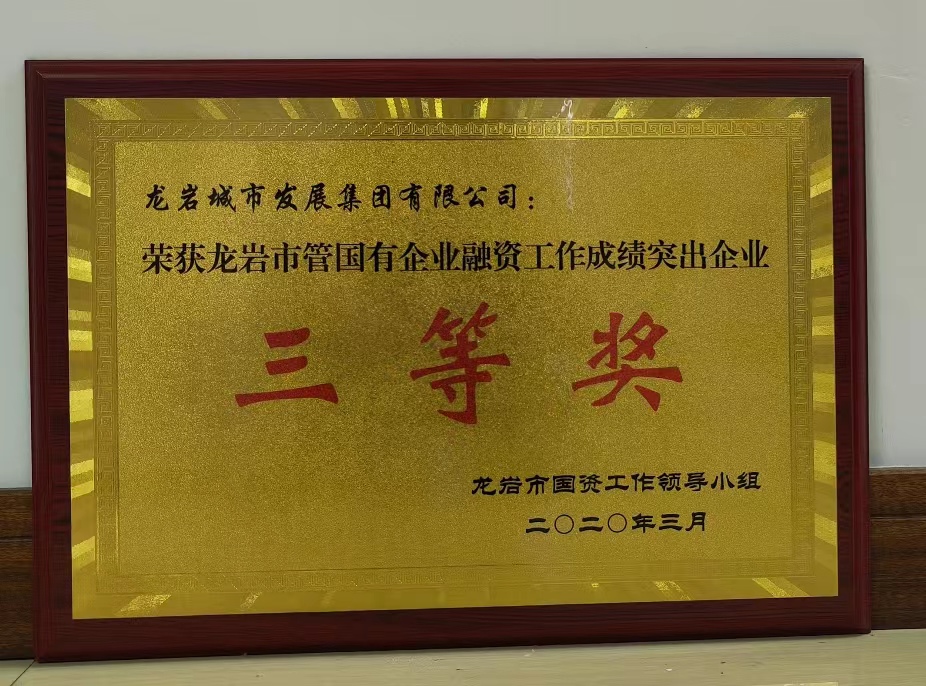 龙岩城市发展集团有限公司：
荣获龙岩市管国有企业融资工作成绩突出企业
三等奖
龙岩市国资工作领导小组
二〇二〇年三月